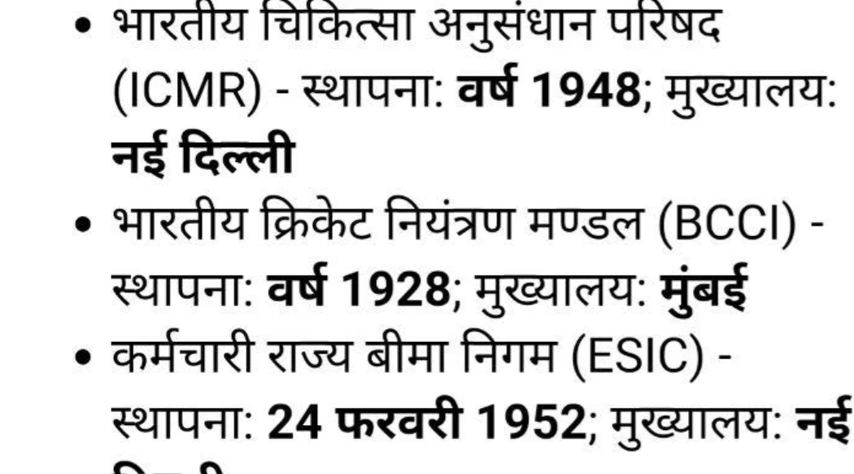 • भारतीय चिकित्सा अनुसंधान परिषद
(ICMR) - स्थापना: वर्ष 1948; मुख्यालय:
नई दिल्ली
• भारतीय क्रिकेट नियंत्रण मण्डल (BCCI) -
स्थापना: वर्ष 1928; मुख्यालय: मुंबई
• कर्मचारी राज्य बीमा निगम (ESIC) -
स्थापना: 24 फरवरी 1952; मुख्यालय: नई